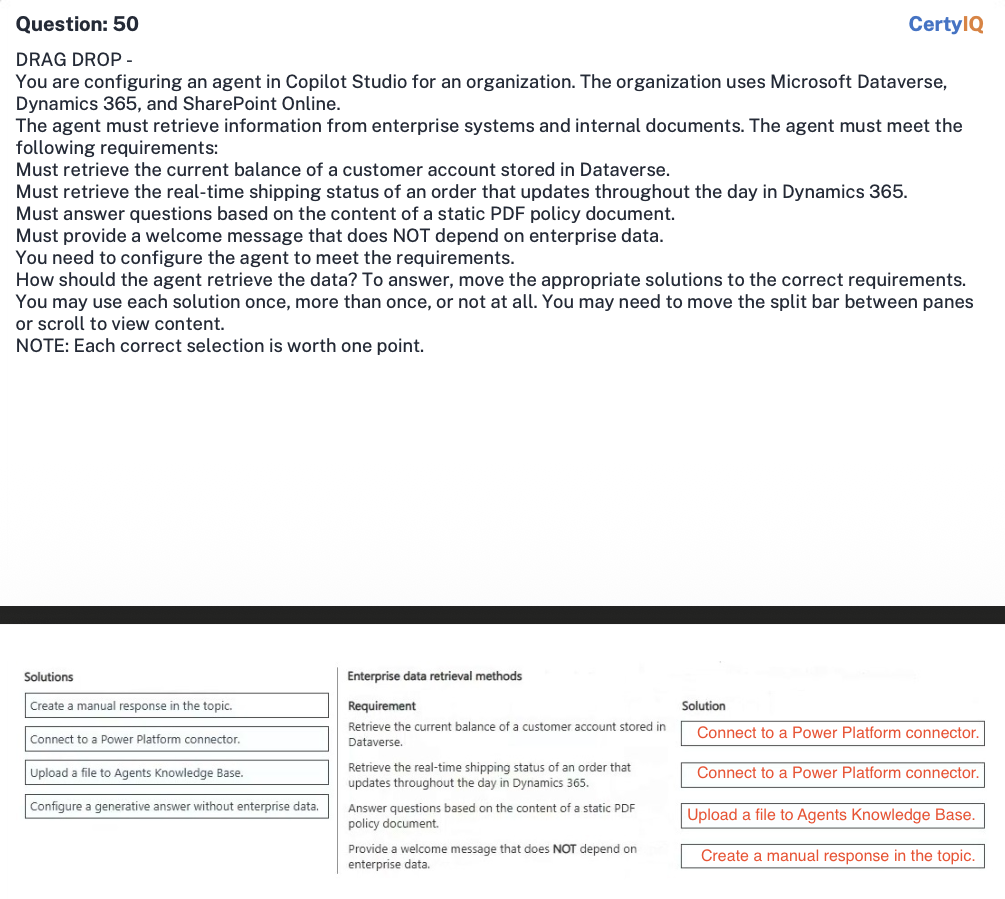 Question: 50
CertyIQ
DRAG DROP -
You are configuring an agent in Copilot Studio for an organization. The organization uses Microsoft Dataverse,
Dynamics 365, and SharePoint Online.
The agent must retrieve information from enterprise systems and internal documents. The agent must meet the
following requirements:
Must retrieve the current balance of a customer account stored in Dataverse.
Must retrieve the real-time shipping status of an order that updates throughout the day in Dynamics 365.
Must answer questions based on the content of a static PDF policy document.
Must provide a welcome message that does NOT depend on enterprise data.
You need to configure the agent to meet the requirements.
How should the agent retrieve the data? To answer, move the appropriate solutions to the correct requirements.
You may use each solution once, more than once, or not at all. You may need to move the split bar between panes
or scroll to view content.
NOTE: Each correct selection is worth one point.
Solutions
Create a manual response in the topic.
Connect to a Power Platform connector.
Upload a file to Agents Knowledge Base.
Configure a generative answer without enterprise data.
Enterprise data retrieval methods
Requirement
Solution
Retrieve the current balance of a customer account stored in
Dataverse.
Connect to a Power Platform connector.
Retrieve the real-time shipping status of an order that
updates throughout the day in Dynamics 365.
Connect to a Power Platform connector.
Answer questions based on the content of a static PDF
policy document.
Upload a file to Agents Knowledge Base.
Provide a welcome message that does NOT depend on
enterprise data.
Create a manual response in the topic.